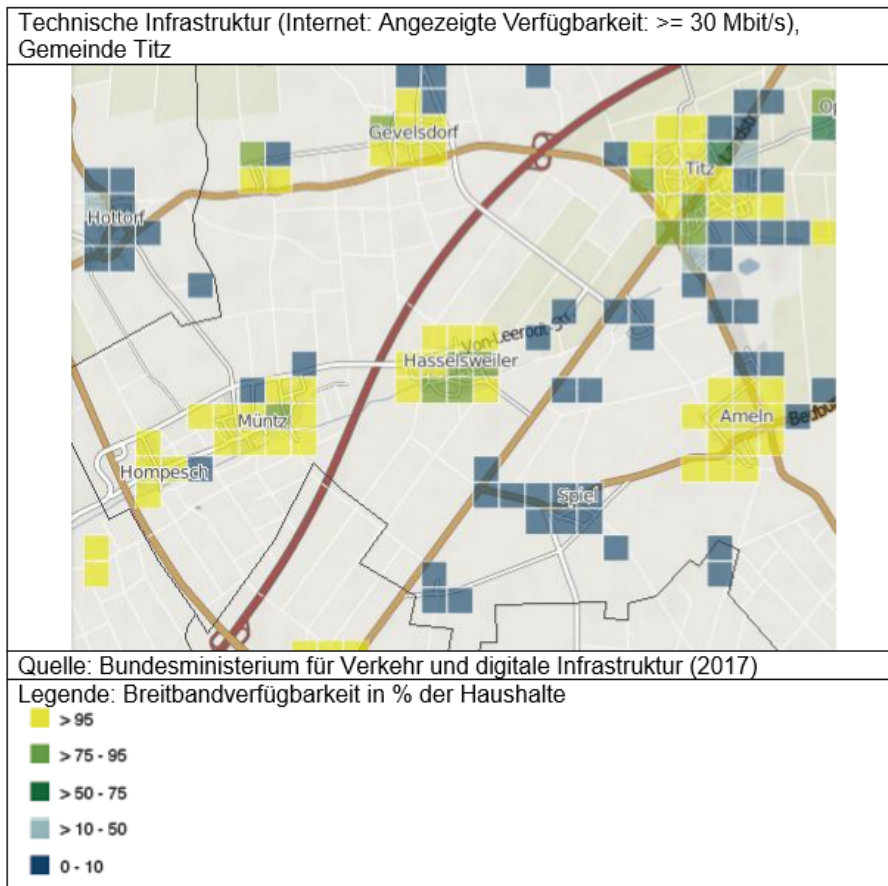 Technische Infrastruktur (Internet: Angezeigte Verfügbarkeit: >= 30 Mbit/s),
Gemeinde Titz
Gevelsdorf
Titz
Hottorf
Von-Leerodt-Str.
Hasselsweiler
Müntz
Ameln
Hompesch
Spiel
Quelle: Bundesministerium für Verkehr und digitale Infrastruktur (2017)
Legende: Breitbandverfügbarkeit in % der Haushalte
> 95
> 75 - 95
> 50 - 75
> 10 - 50
0 - 10